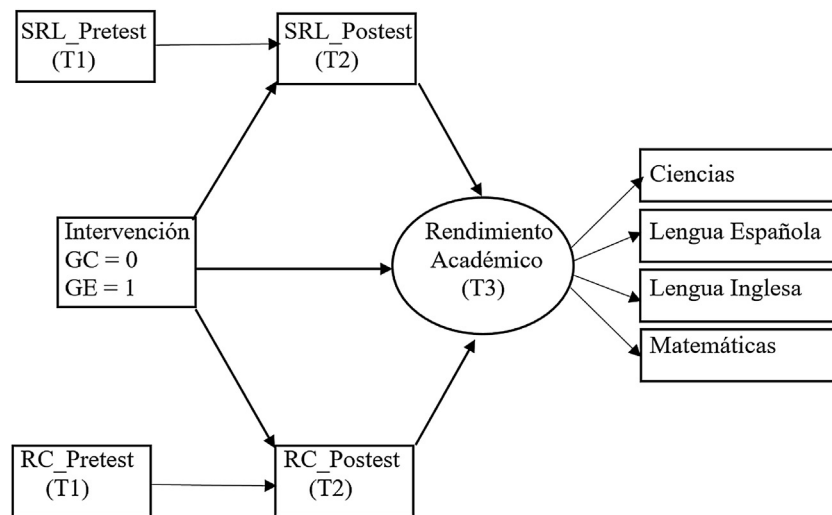 SRL_Pretest
(T1)
SRL_Postest
(T2)
Intervención
GC = 0
GE = 1
Rendimiento
Académico
(T3)
Ciencias
Lengua Española
Lengua Inglesa
Matemáticas
RC_Pretest
(T1)
RC_Postest
(T2)